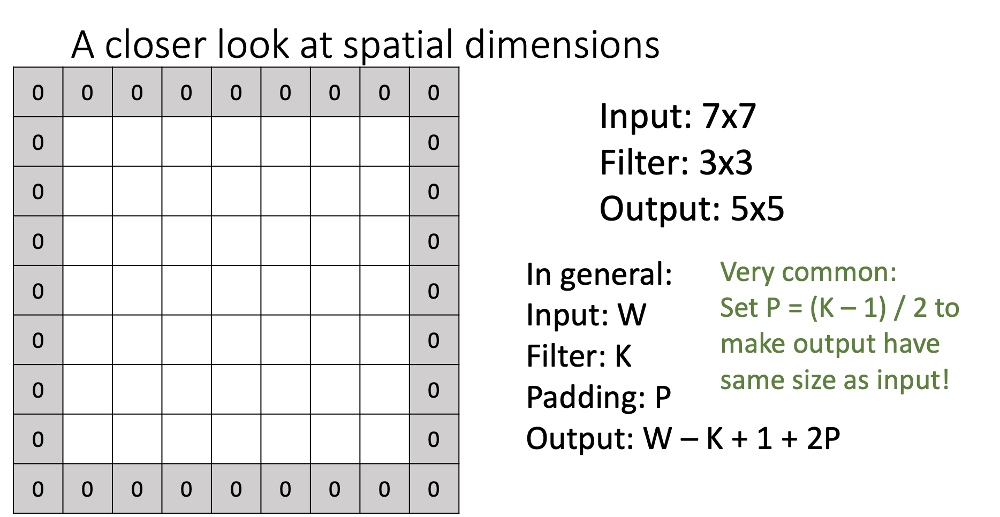 A closer look at spatial dimensions
0 0 0 0 0 0 0 0 0
0 0
0 0
0 0
0 0
0 0
0 0
0 0
0 0 0 0 0 0 0 0 0
Input: 7x7
Filter: 3x3
Output: 5x5
In general:
Input: W
Filter: K
Padding: P
Output: W – K + 1 + 2P
Very common:
Set P = (K – 1) / 2 to
make output have
same size as input!